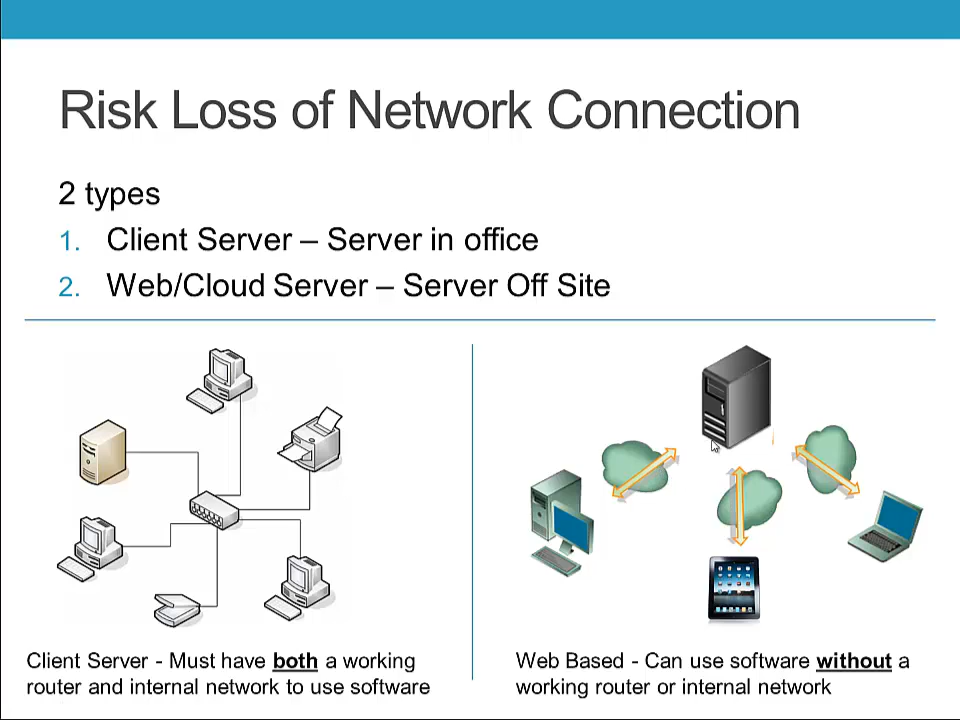 Risk Loss of Network Connection
2 types
1. Client Server – Server in office
2. Web/Cloud Server – Server Off Site
Client Server - Must have both a working
router and internal network to use software
Web Based - Can use software without a
working router or internal network